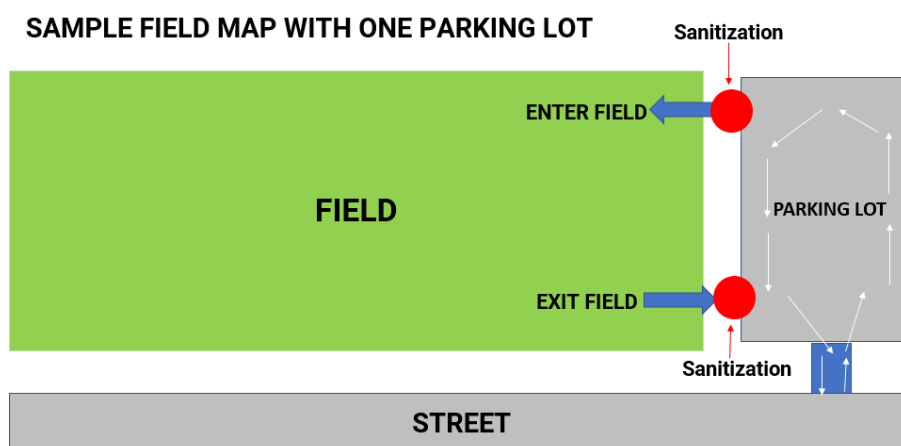 SAMPLE FIELD MAP WITH ONE PARKING LOT
Sanitization
ENTER FIELD
FIELD
PARKING LOT
EXIT FIELD
Sanitization
STREET